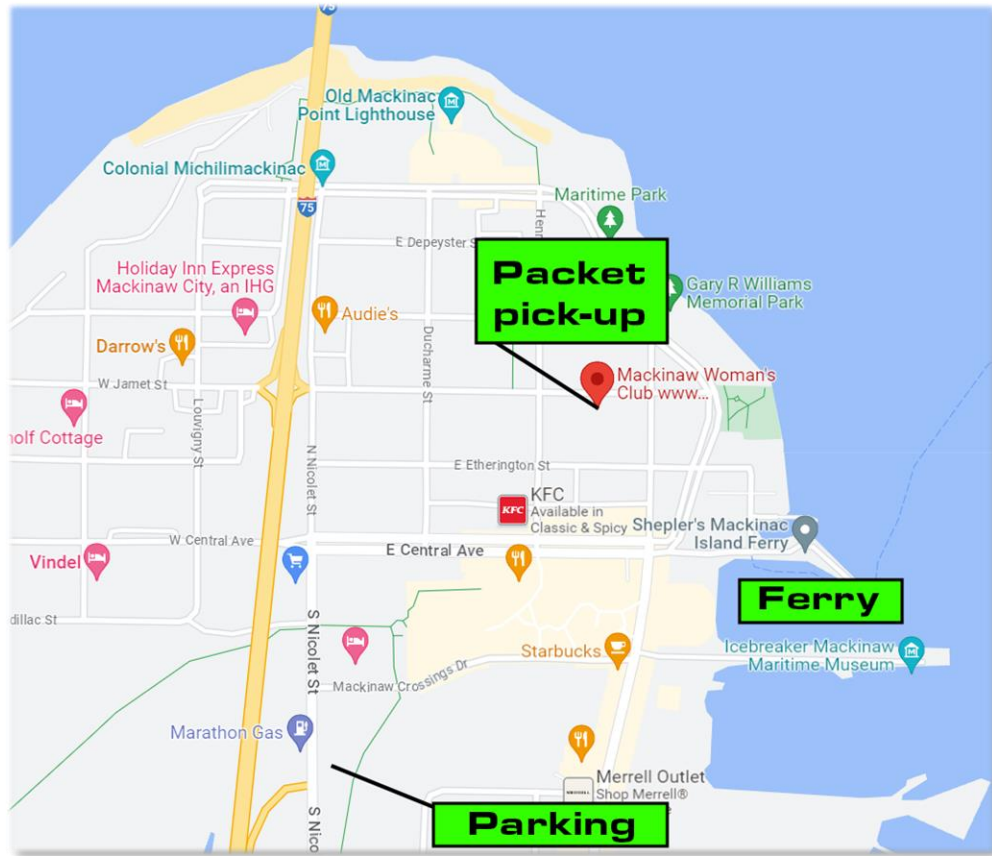 75
Old Mackinac
Point Lighthouse
Colonial Michilimackinac
75
Maritime Park
E Depeyster S
Henr
Packet
pick-up
Holiday Inn Express
Mackinaw City, an IHG
Gary R Williams
Memorial Park
Audie's
Darrow's
Ducharme St
W Jamet St
Mackinaw Woman's
Club www...
Louvigny St
olf Cottage
N Nicolet St
E Etherington St
KFC
KFC
Available in
Classic & Spicy
Shepler's Mackinac
Island Ferry
W Central Ave
E Central Ave
Vindel
Ferry
dillac St
S Nicolet St
Starbucks
Icebreaker Mackinaw
Maritime Museum
Mackinaw Crossings Dr
Marathon Gas
Merrell Outlet
Shop Merrell®
MERRELL
e
S Nico
Parking